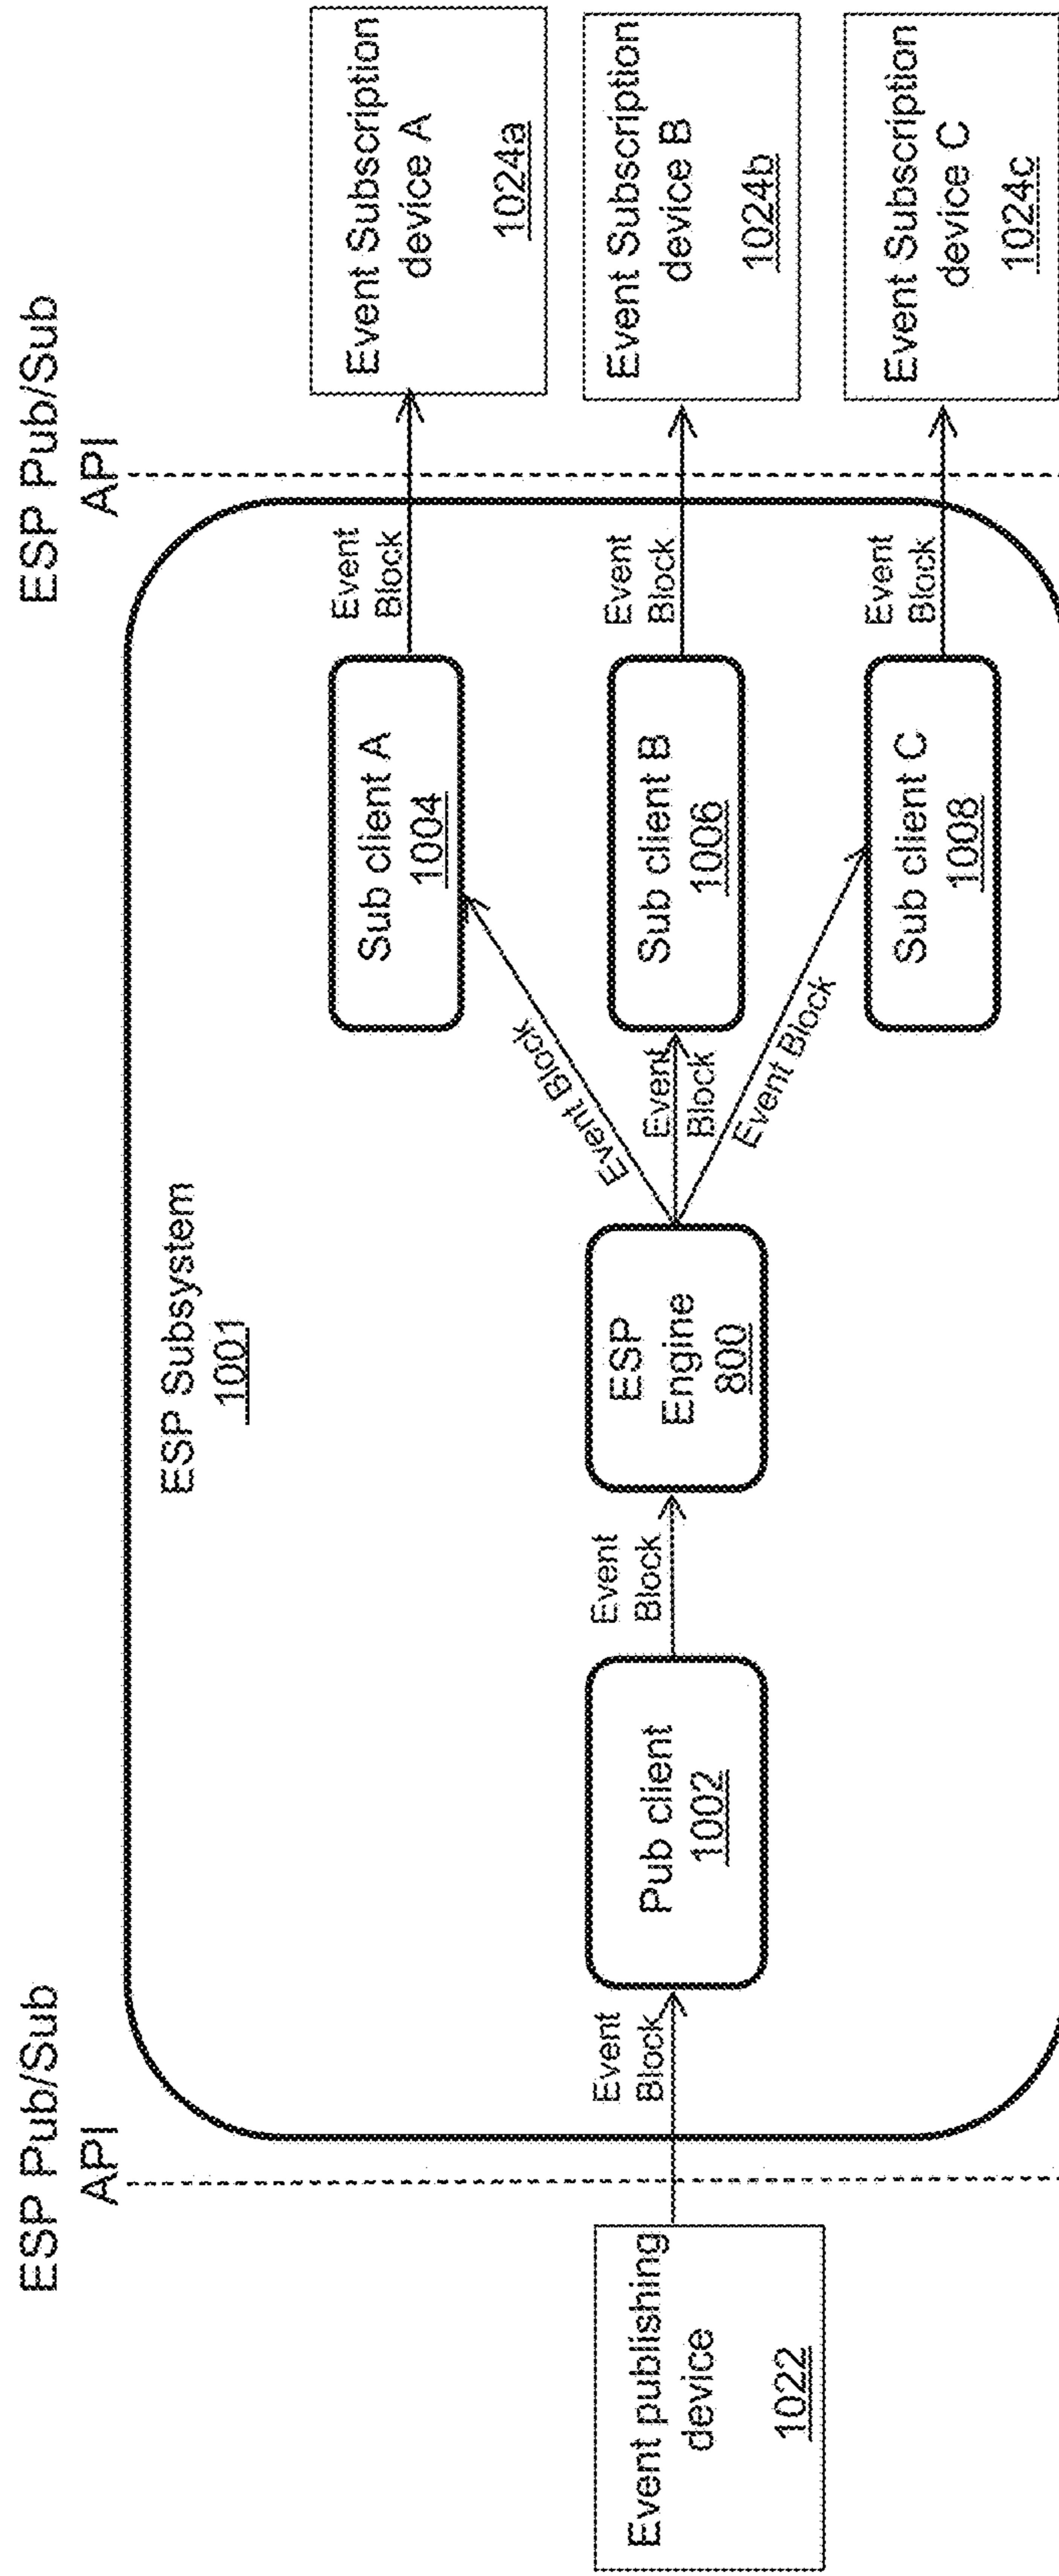 ESP Pub/Sub
API
ESP Pub/Sub
API
ESP Subsystem
1001
Event publishing
device
1022
Event
Block
Pub client
1002
Event
Block
ESP
Engine
800
Event Block
Event
Block
Event Block
Sub client A
1004
Sub client B
1006
Sub client C
1008
Event
Block
Event
Block
Event
Block
Event Subscription
device A
1024a
Event Subscription
device B
1024b
Event Subscription
device C
1024c